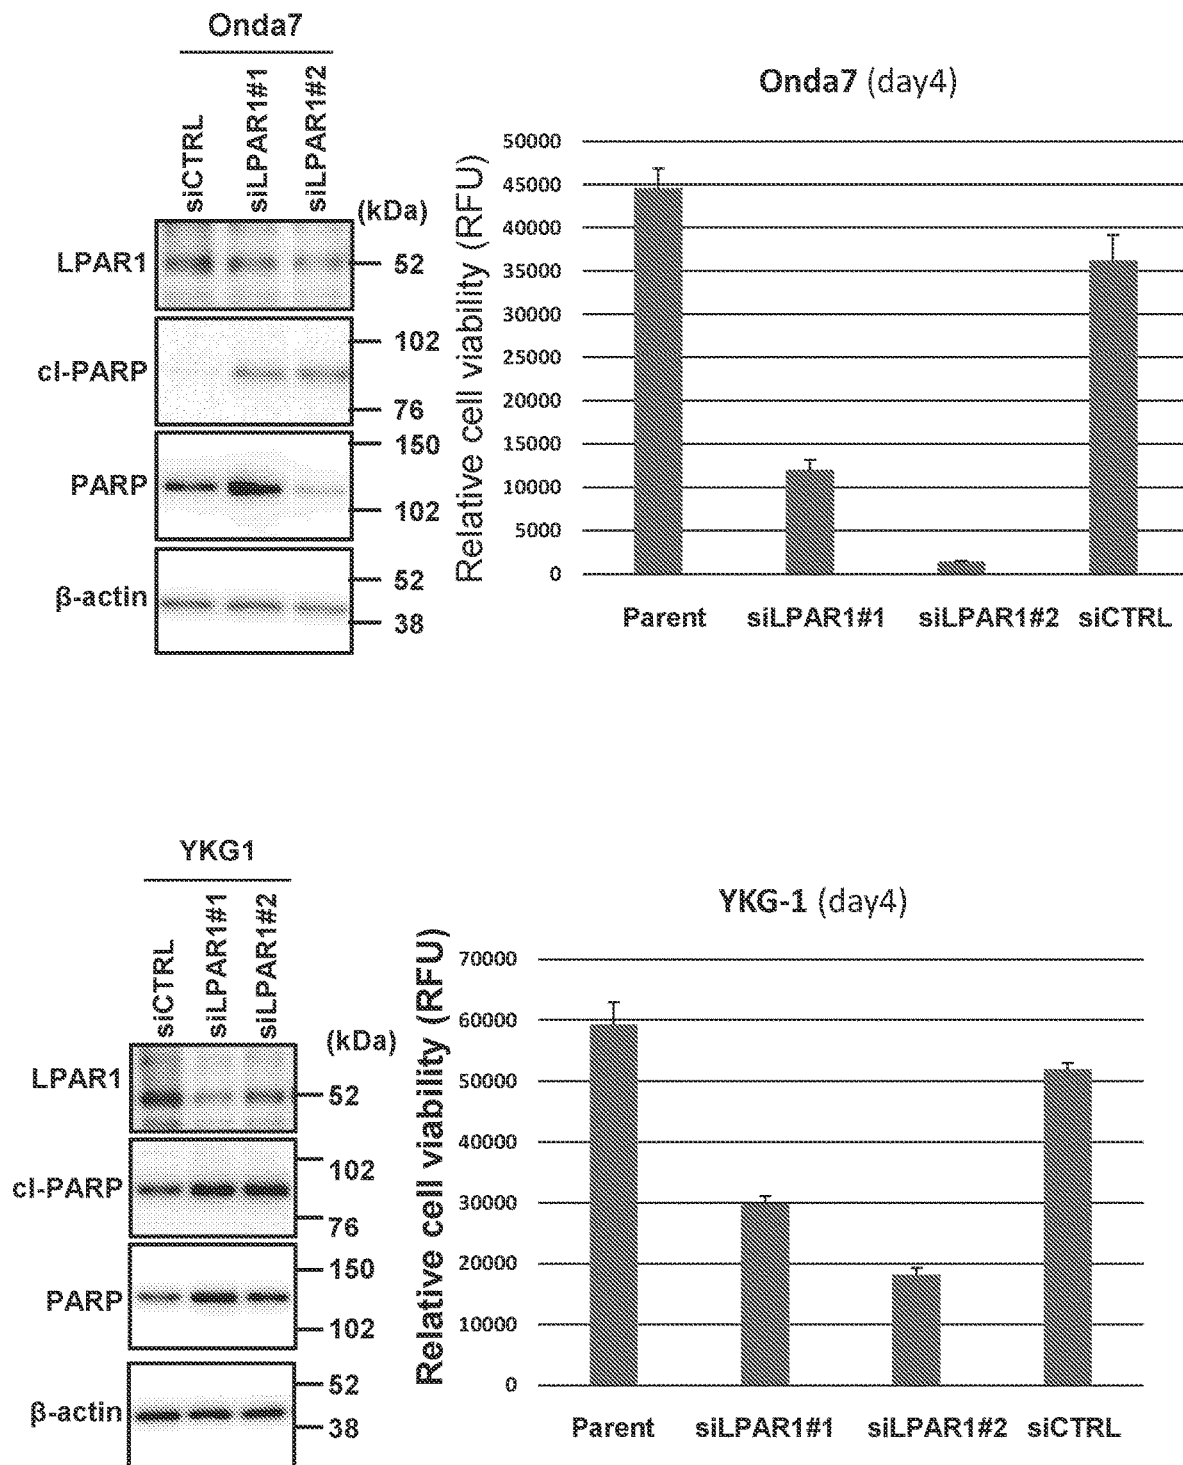 Onda7
siCTRL
siLPAR1#1
siLPAR1#2
(kDa)
LPAR1
52
cl-PARP
102
76
PARP
150
102
β-actin
52
38
Onda7 (day4)
Relative cell viability (RFU)
50000
45000
40000
35000
30000
25000
20000
15000
10000
5000
0
Parent siLPAR1#1 siLPAR1#2 siCTRL
YKG1
siCTRL
siLPAR1#1
siLPAR1#2
(kDa)
LPAR1
52
cl-PARP
102
76
PARP
150
102
β-actin
52
38
YKG-1 (day4)
Relative cell viability (RFU)
70000
60000
50000
40000
30000
20000
10000
0
Parent siLPAR1#1 siLPAR1#2 siCTRL